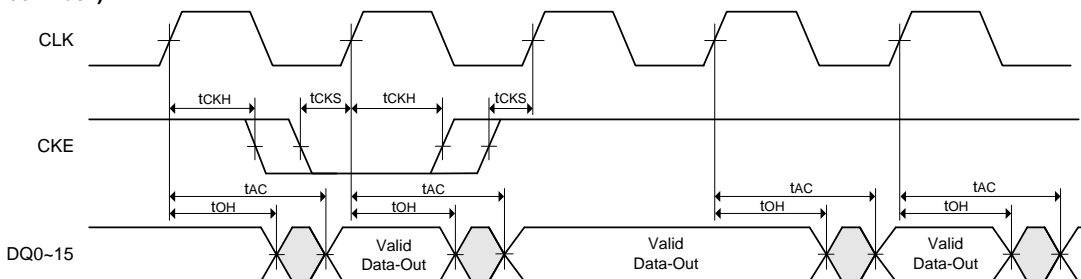 CLK
tCKH tCKS tCKH tCKS
CKE
tAC tAC tAC tAC
tOH tOH tOH tOH
DQ0~15
Valid Data-Out
Valid Data-Out
Valid Data-Out